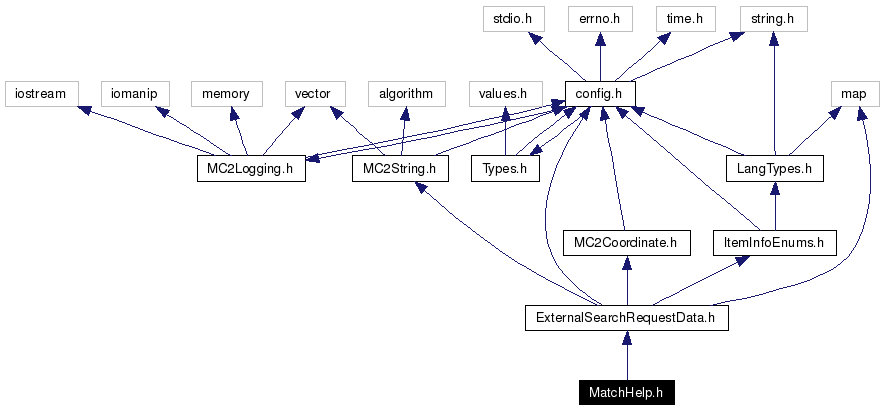 stdio.h
errno.h
time.h
string.h
iostream
iomanip
memory
vector
algorithm
values.h
config.h
map
MC2Logging.h
MC2String.h
Types.h
LangTypes.h
MC2Coordinate.h
ItemInfoEnums.h
ExternalSearchRequestData.h
MatchHelp.h